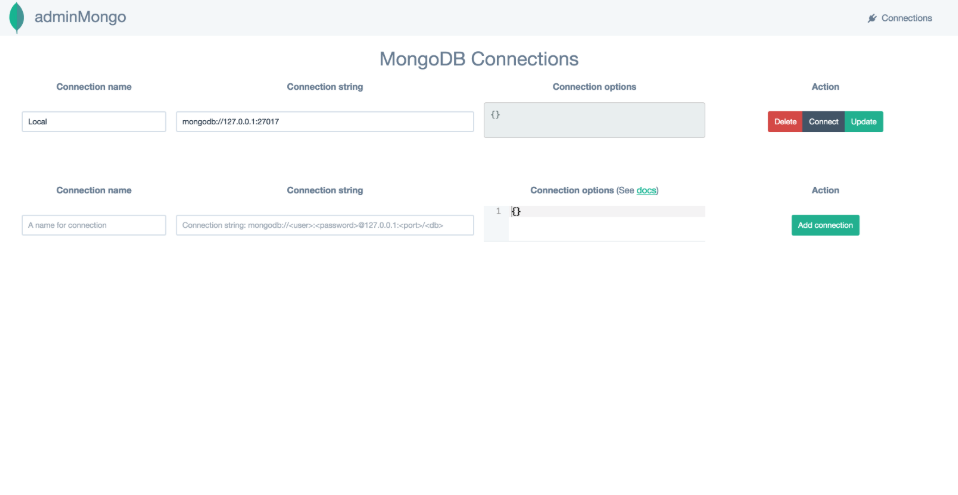 adminMongo Connections
MongoDB Connections
Connection name Connection string Connection options Action
Local mongodb://127.0.0.1:27017 {} Delete Connect Update
Connection name Connection string Connection options (See docs) Action
A name for connection Connection string: mongodb://<user>:<password>@127.0.0.1:<port>/<db> 1 {} Add connection